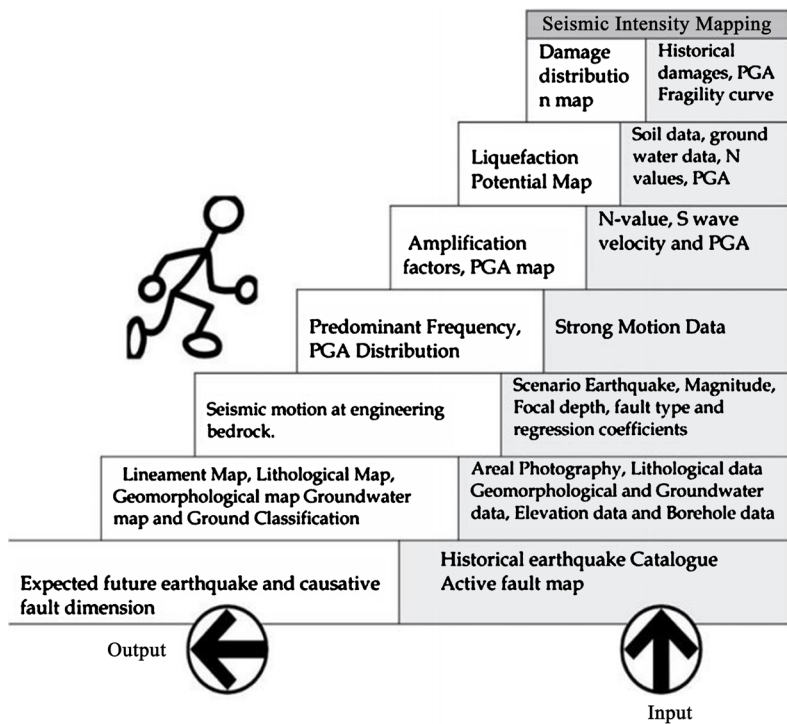 Seismic Intensity Mapping
Damage
distributio
n map
Historical
damages, PGA
Fragility curve
Liquefaction
Potential Map
Soil data, ground
water data, N
values, PGA
Amplification
factors, PGA map
N-value, S wave
velocity and PGA
Predominant Frequency,
PGA Distribution
Strong Motion Data
Seismic motion at engineering
bedrock.
Scenario Earthquake, Magnitude,
Focal depth, fault type and
regression coefficients
Lineament Map, Lithological Map,
Geomorphological map Groundwater
map and Ground Classification
Areal Photography, Lithological data
Geomorphological and Groundwater
data, Elevation data and Borehole data
Expected future earthquake and causative
fault dimension
Historical earthquake Catalogue
Active fault map
Output
Input